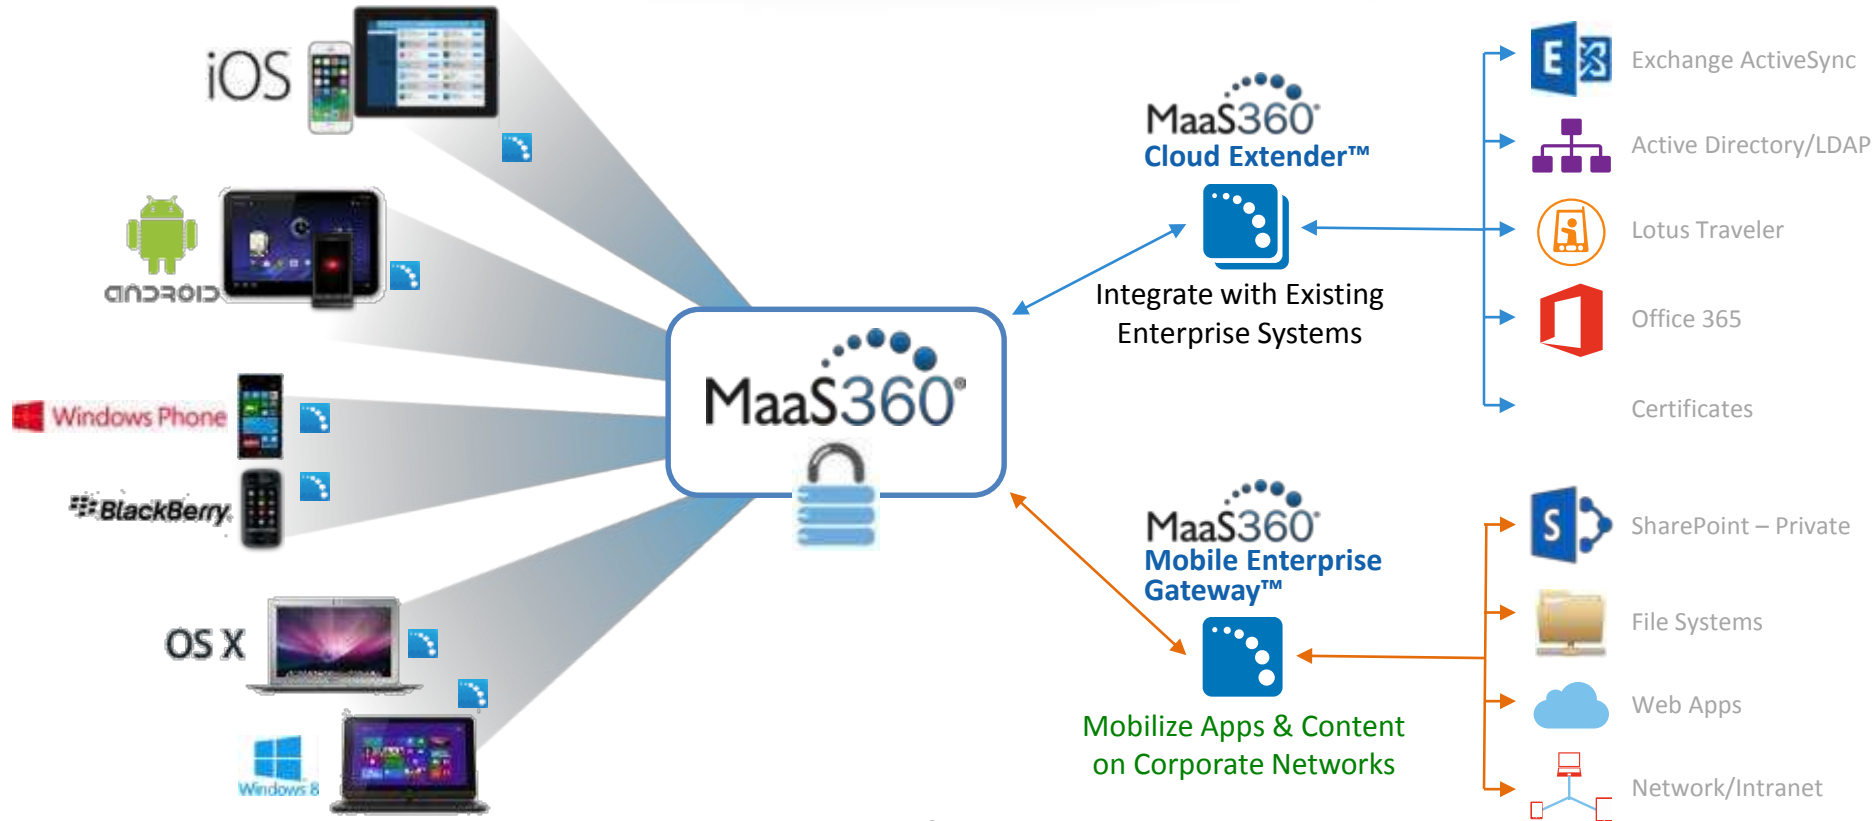 iOS
ANDROID
Windows Phone
BlackBerry
OS X
Windows 8
MaaS360®
MaaS360®
Cloud Extender™
Integrate with Existing
Enterprise Systems
MaaS360®
Mobile Enterprise
Gateway™
Mobilize Apps & Content
on Corporate Networks
E
Exchange ActiveSync
Active Directory/LDAP
Lotus Traveler
Office 365
Certificates
S
SharePoint – Private
File Systems
Web Apps
Network/Intranet